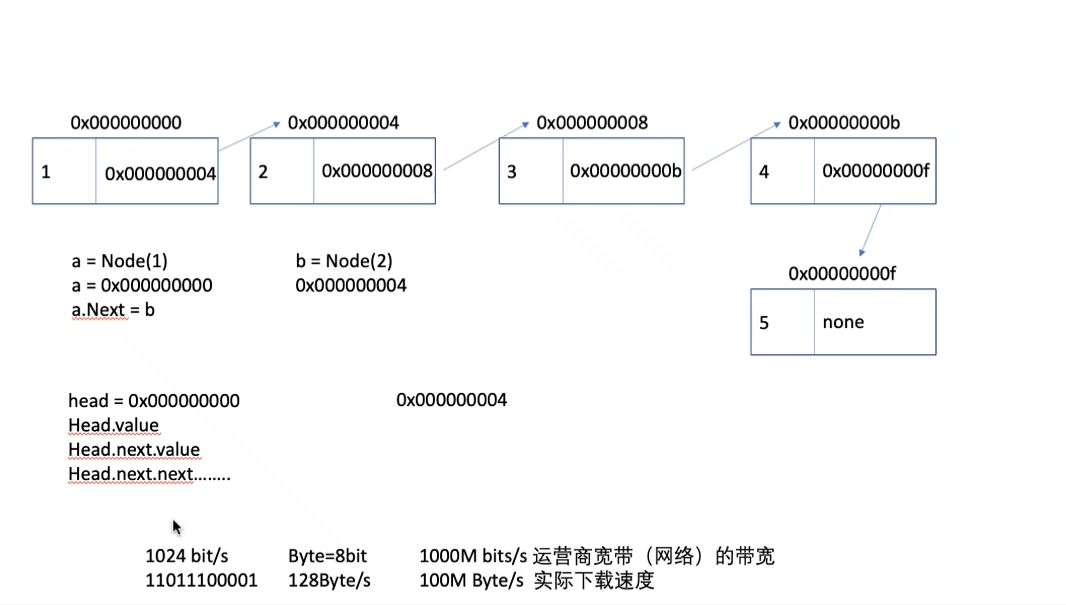 0x000000000 0x000000004 0x000000008 0x00000000b
1 0x000000004 2 0x000000008 3 0x00000000b 4 0x00000000f
a = Node(1) b = Node(2)
a = 0x000000000 0x000000004
a.Next = b
0x00000000f
5 none
head = 0x000000000 0x000000004
Head.value
Head.next.value
Head.next.next........
1024 bit/s Byte=8bit 1000M bits/s 运营商宽带（网络）的带宽
11011100001 128Byte/s 100M Byte/s 实际下载速度